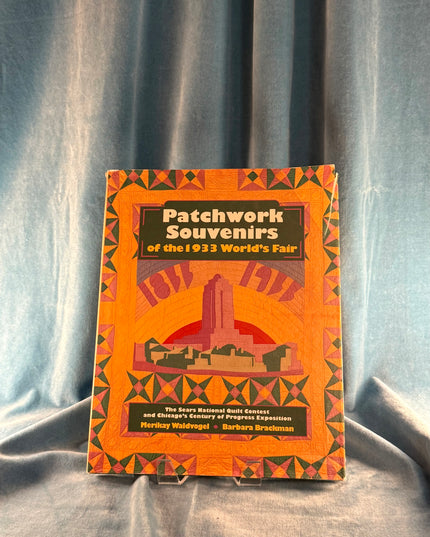 Patchwork
Souvenirs
of the 1933 World's Fair
1833 1933
The Sears National Quilt Contest
and Chicago's Century of Progress Exposition
Merikay Waldvogel • Barbara Brackman